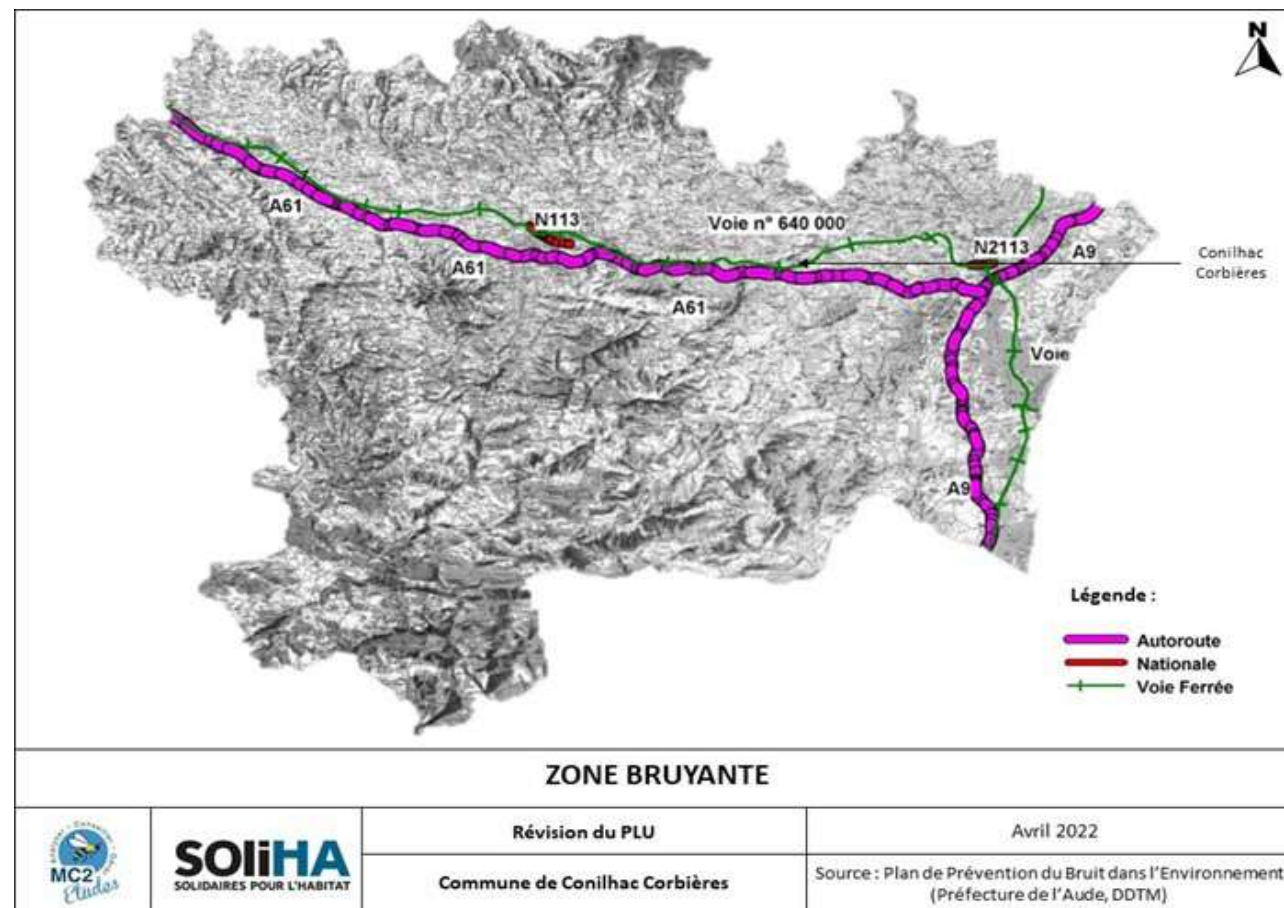 N
A61
N113
Voie n° 640 000
N2113
A9
Conilhac
Corbières
A61
A61
Voie
A9
Légende :
Autoroute
Nationale
Voie Ferrée
ZONE BRUYANTE
MC2
Études
SOliHA
SOLIDAIRES POUR L'HABITAT
Révision du PLU
Avril 2022
Commune de Conilhac Corbières
Source : Plan de Prévention du Bruit dans l'Environnement
(Préfecture de l'Aude, DDTM)